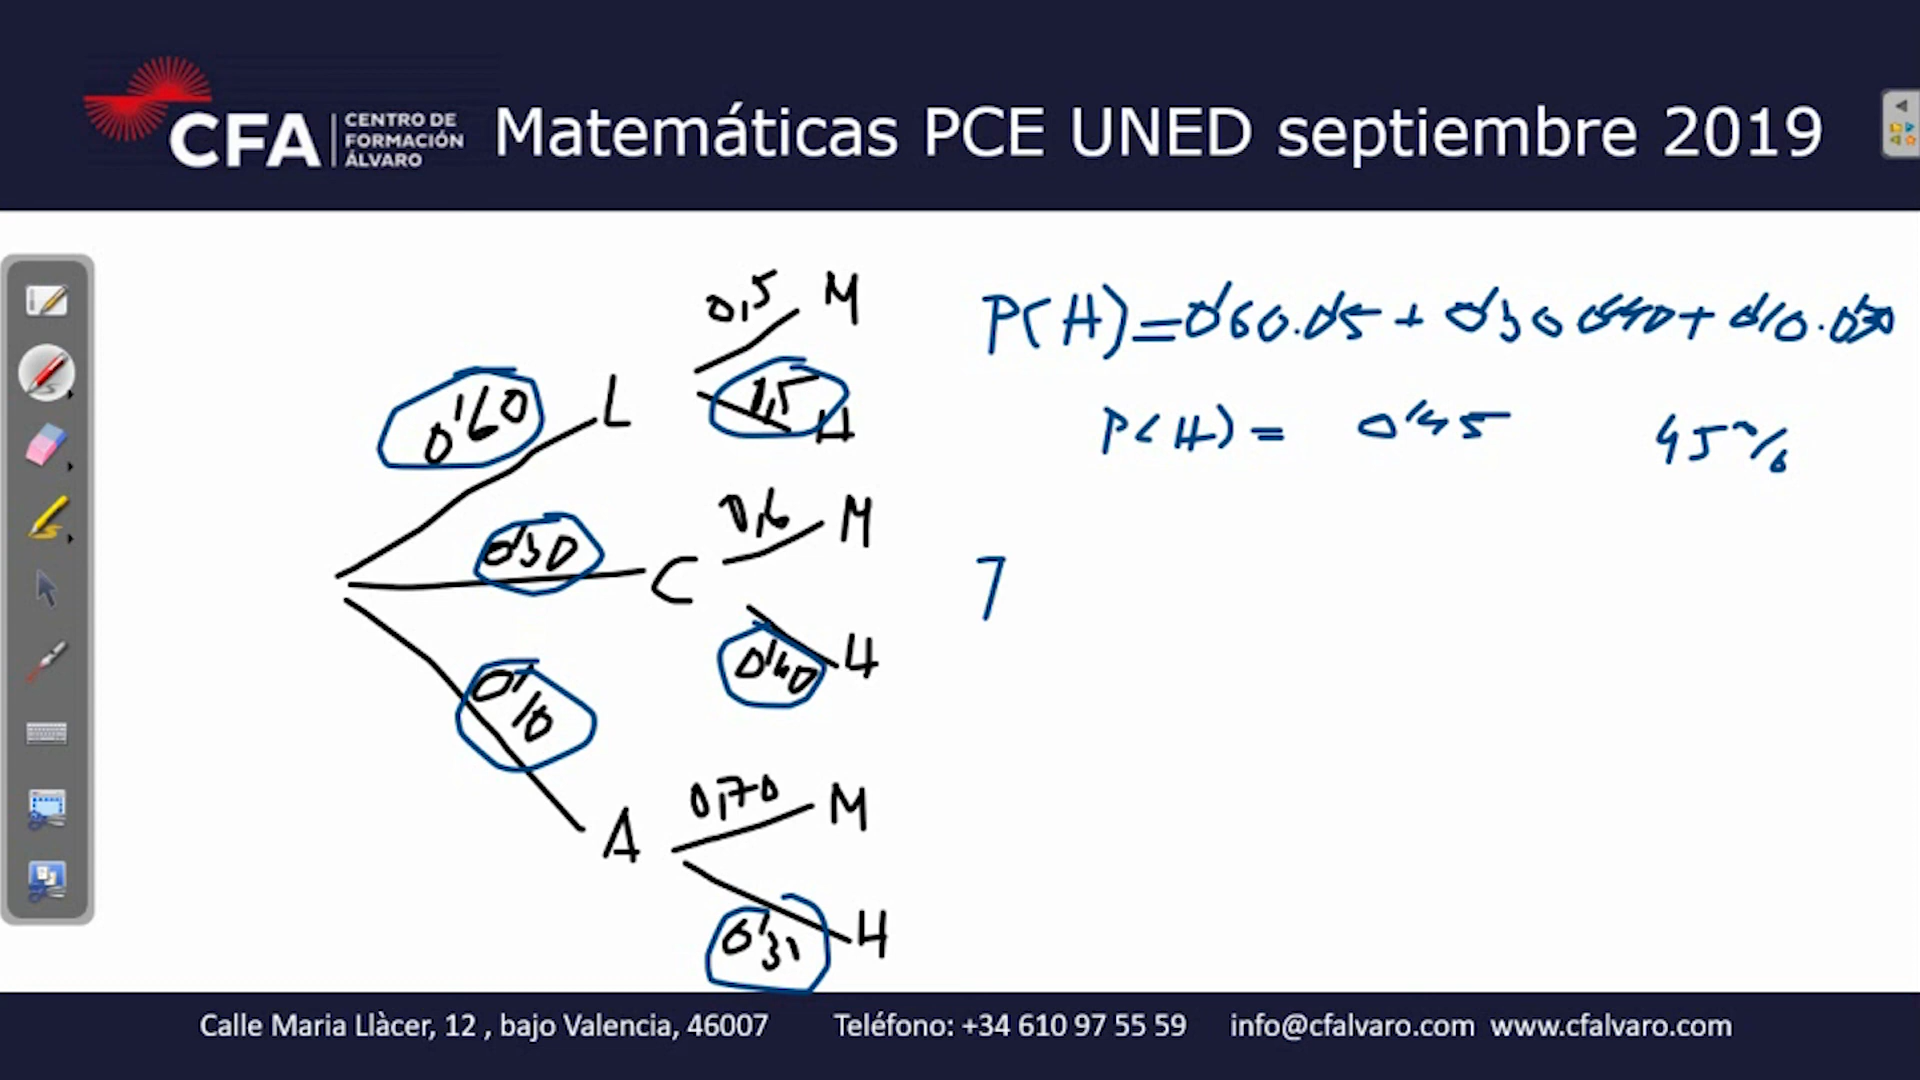 CFA
CENTRO DE
FORMACIÓN
ÁLVARO
Matemáticas PCE UNED septiembre 2019
0,5 M
0'60 L
1,5 H
P(H)=0'60.0'5 + 0'30 0'40+ 0'10.0'30
P(H) = 0'45 45%
0,6 M
0'30 C
7
0'40 H
0'10
0,70 M
A
0'30 H
Calle Maria Llàcer, 12 , bajo Valencia, 46007 Teléfono: +34 610 97 55 59 info@cfalvaro.com www.cfalvaro.com